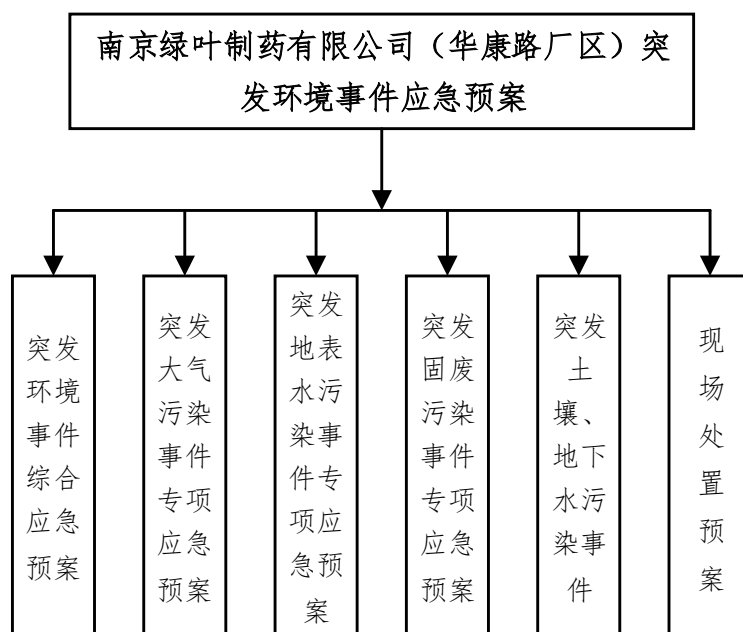 南京绿叶制药有限公司（华康路厂区）突
发环境事件应急预案
突发
环境
事件
综合
应急
预案
突发
大气
污染
事件
专项
应急
预案
突发
地表
水污
染事
件专
项应
急预
案
突发
固废
污染
事件
专项
应急
预案
突发
土
壤、
地下
水污
染事
件
现
场
处
置
预
案